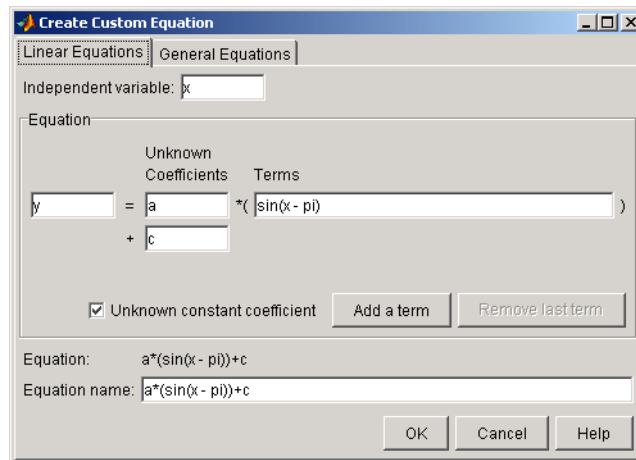 Create Custom Equation
Linear Equations General Equations
Independent variable: x
Equation
Unknown
Coefficients Terms
y = a *( sin(x - pi) )
+ c
Unknown constant coefficient Add a term Remove last term
Equation: a*(sin(x - pi))+c
Equation name: a*(sin(x - pi))+c
OK Cancel Help